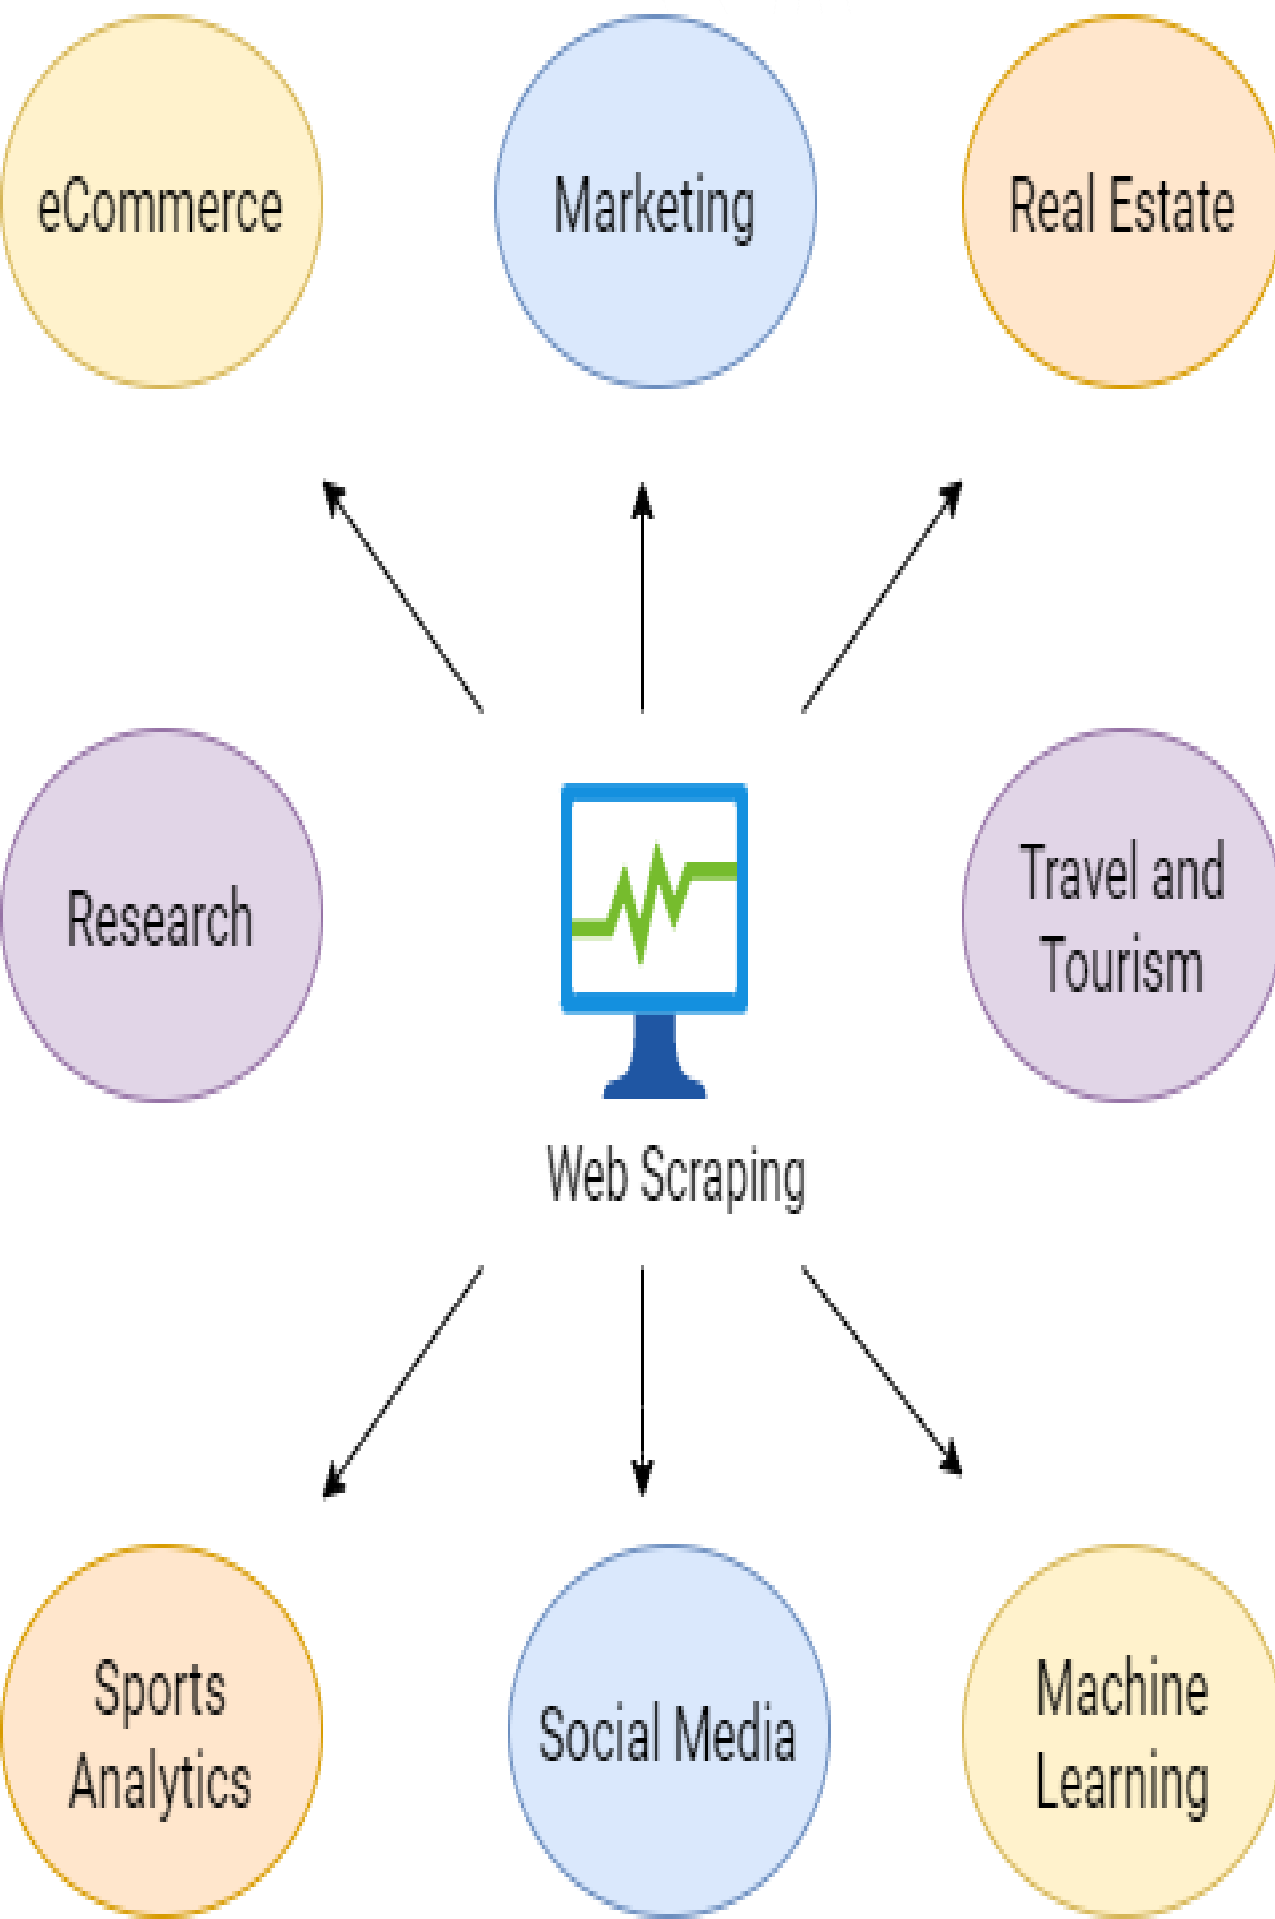 eCommerce
Marketing
Real Estate
Research
Travel and
Tourism
Web Scraping
Sports
Analytics
Social Media
Machine
Learning